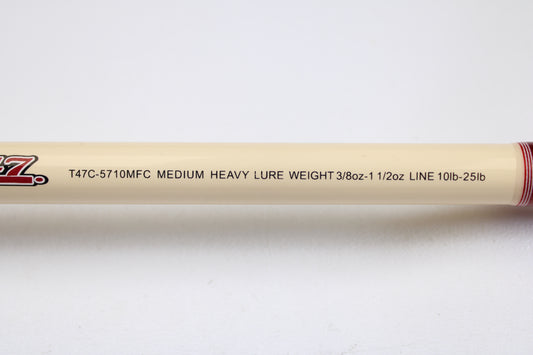 T47C-5710MFC MEDIUM HEAVY LURE WEIGHT 3/8oz-1 1/2oz LINE 10lb-25lb